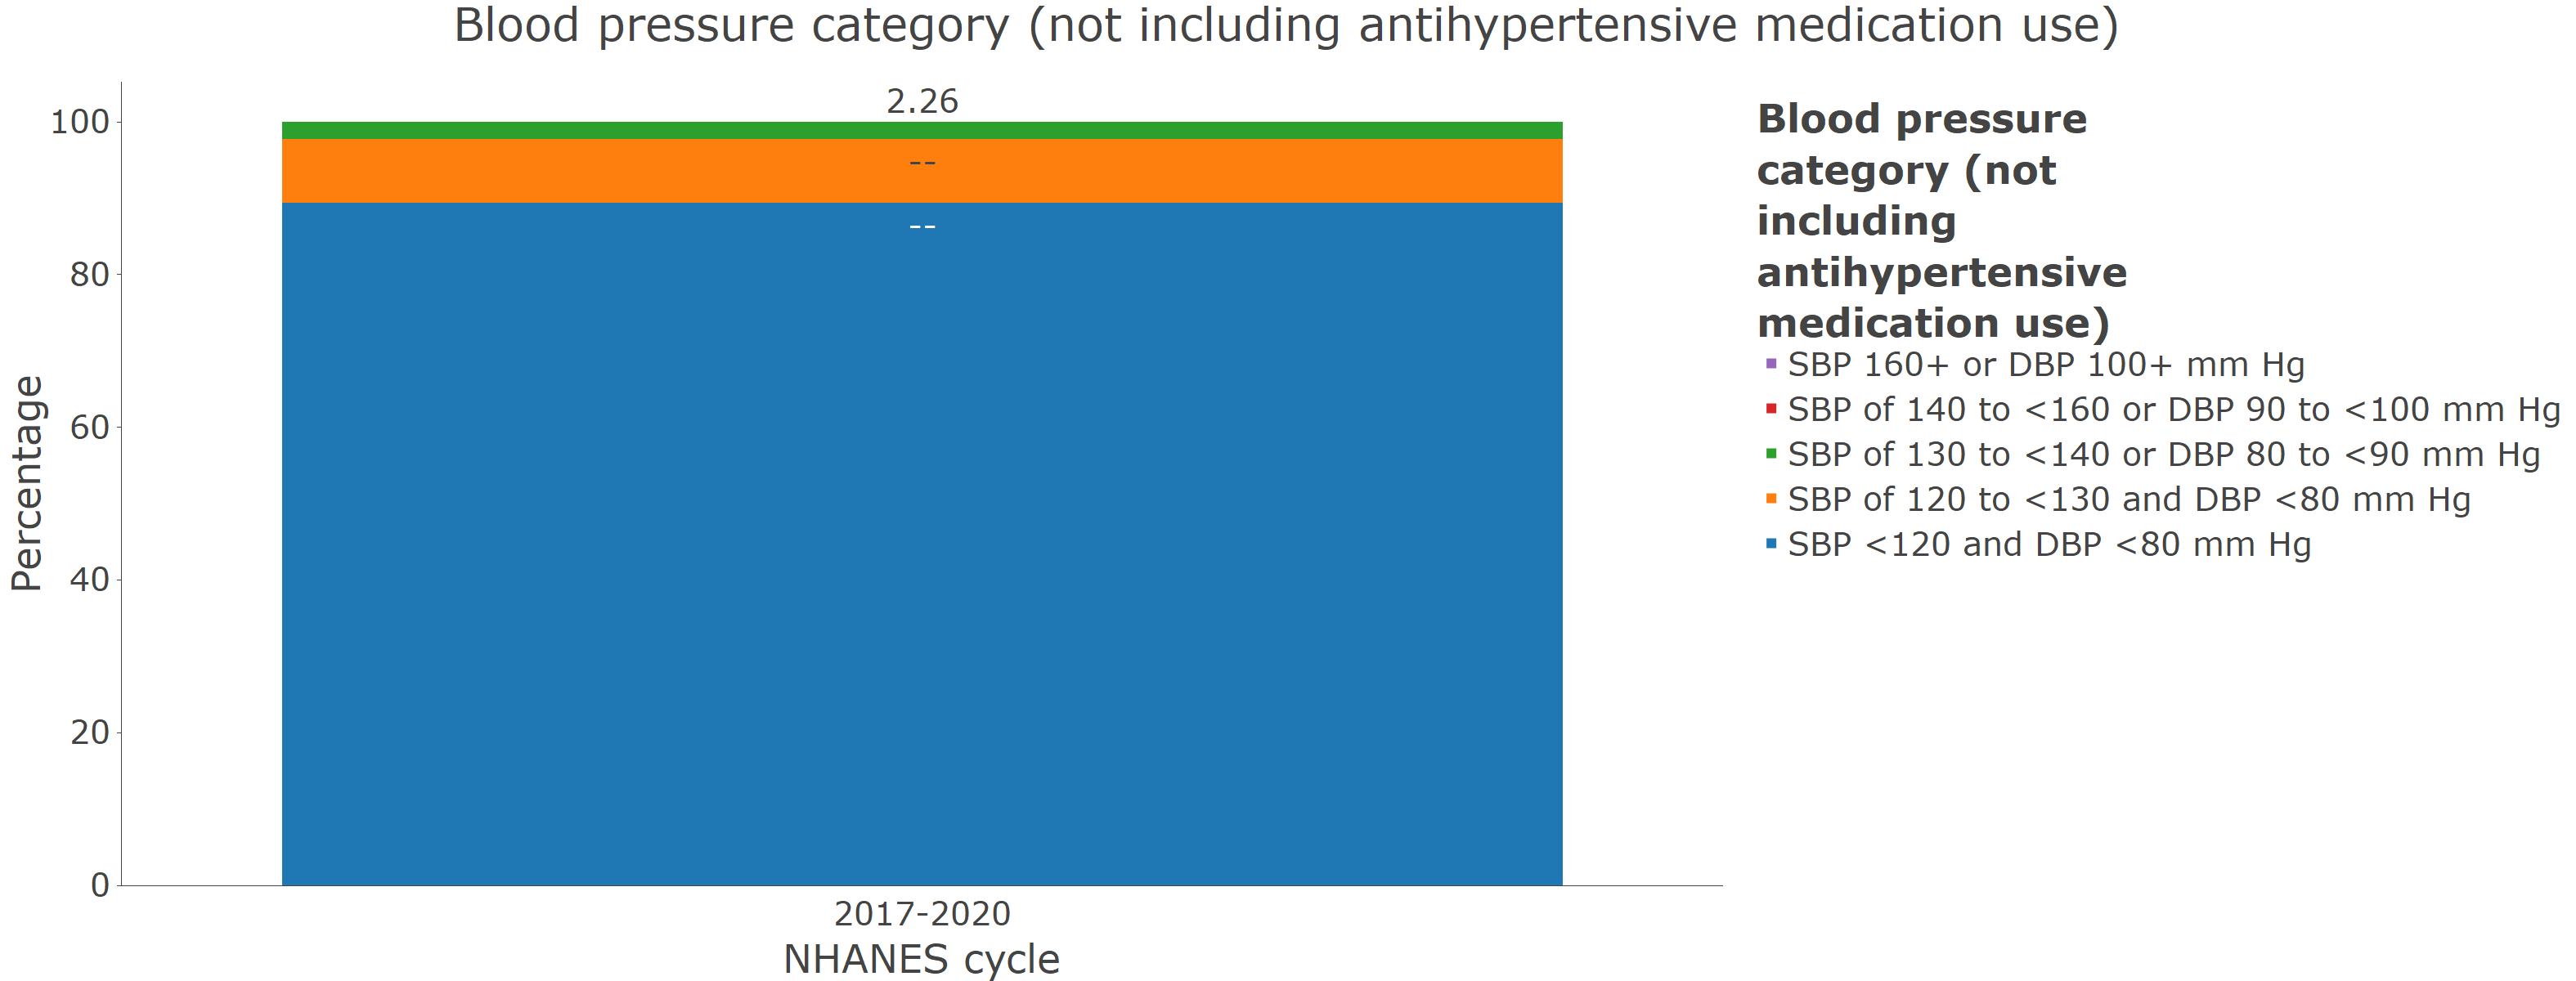 Blood pressure category (not including antihypertensive medication use)
2.26
--
--
100
80
60
40
20
0
Percentage
2017-2020
NHANES cycle
Blood pressure
category (not
including
antihypertensive
medication use)
SBP 160+ or DBP 100+ mm Hg
SBP of 140 to <160 or DBP 90 to <100 mm Hg
SBP of 130 to <140 or DBP 80 to <90 mm Hg
SBP of 120 to <130 and DBP <80 mm Hg
SBP <120 and DBP <80 mm Hg